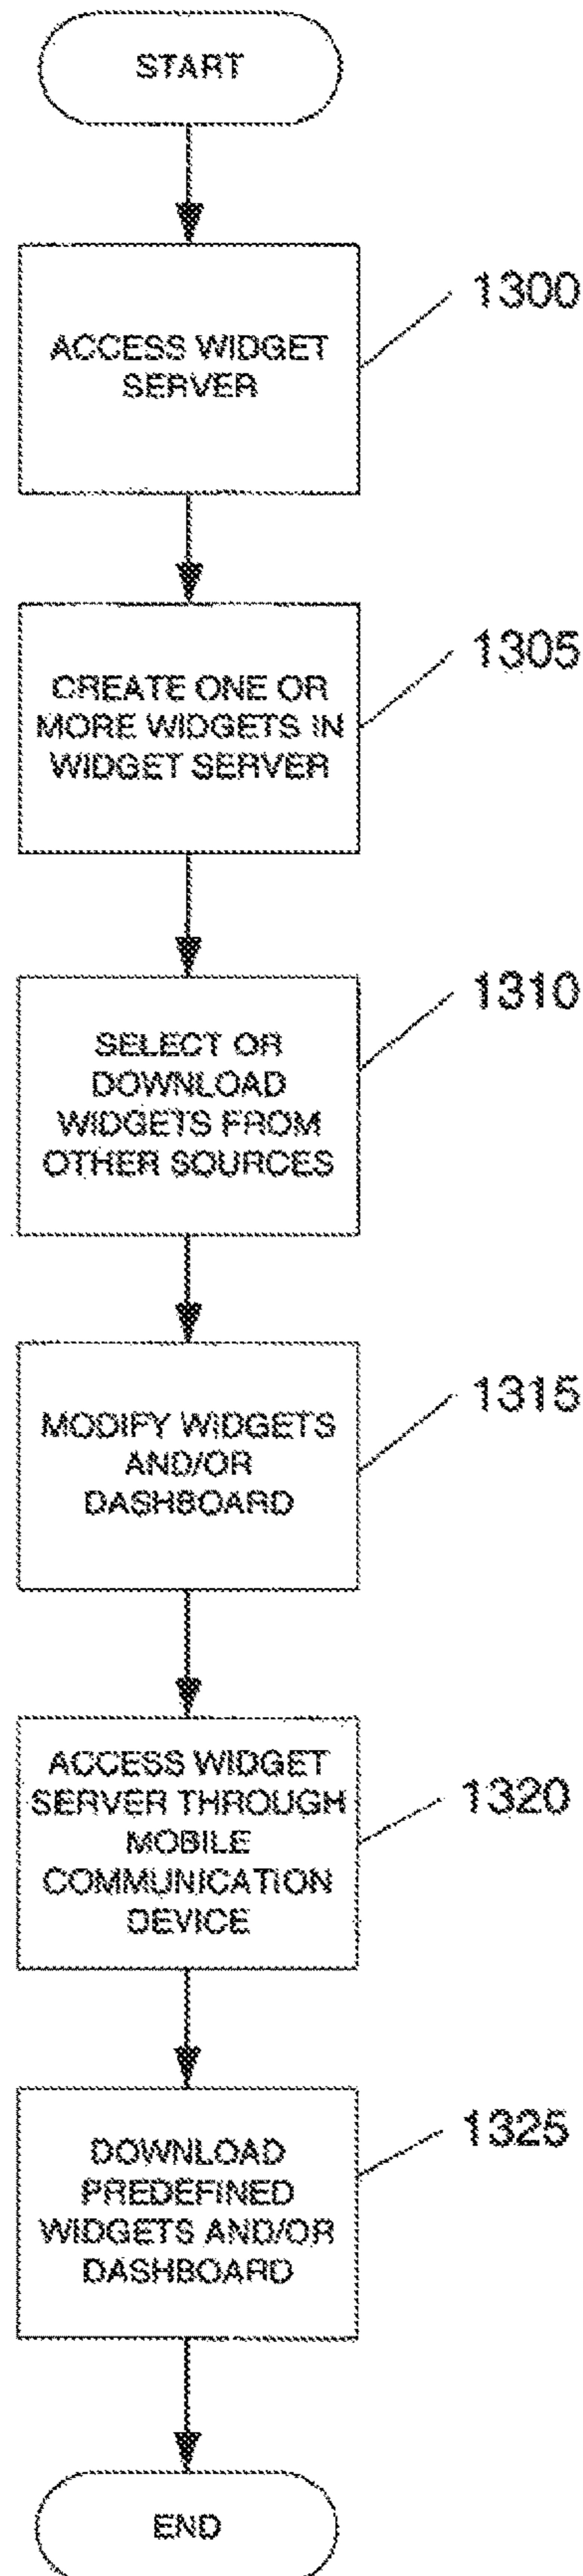 START
1300
ACCESS WIDGET
SERVER
1305
CREATE ONE OR
MORE WIDGETS IN
WIDGET SERVER
1310
SELECT OR
DOWNLOAD
WIDGETS FROM
OTHER SOURCES
1315
MODIFY WIDGETS
AND/OR
DASHBOARD
1320
ACCESS WIDGET
SERVER THROUGH
MOBILE
COMMUNICATION
DEVICE
1325
DOWNLOAD
PREDEFINED
WIDGETS AND/OR
DASHBOARD
END